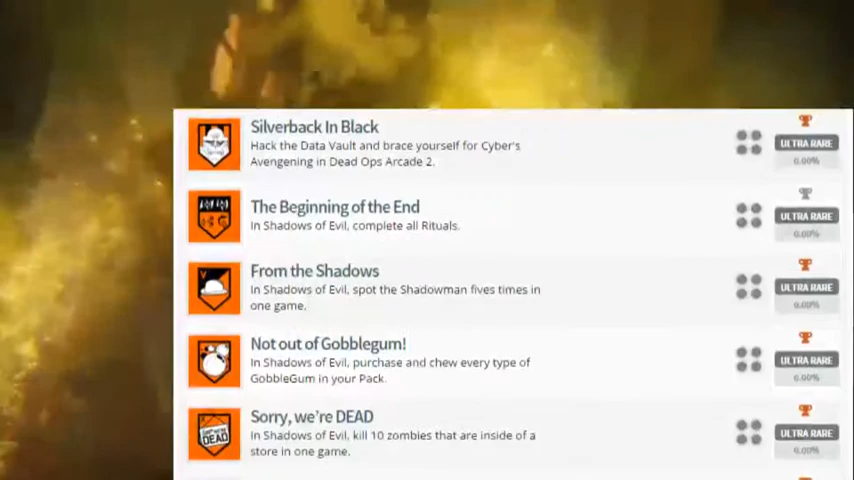 Silverback In Black
Hack the Data Vault and brace yourself for Cyber's
Avengening in Dead Ops Arcade 2.
ULTRA RARE
0.00%
The Beginning of the End
In Shadows of Evil, complete all Rituals.
ULTRA RARE
0.00%
From the Shadows
In Shadows of Evil, spot the Shadowman fives times in
one game.
ULTRA RARE
0.00%
Not out of Gobblegum!
In Shadows of Evil, purchase and chew every type of
GobbleGum in your Pack.
ULTRA RARE
0.00%
Sorry, we're DEAD
In Shadows of Evil, kill 10 zombies that are inside of a
store in one game.
DEAD
ULTRA RARE
0.00%